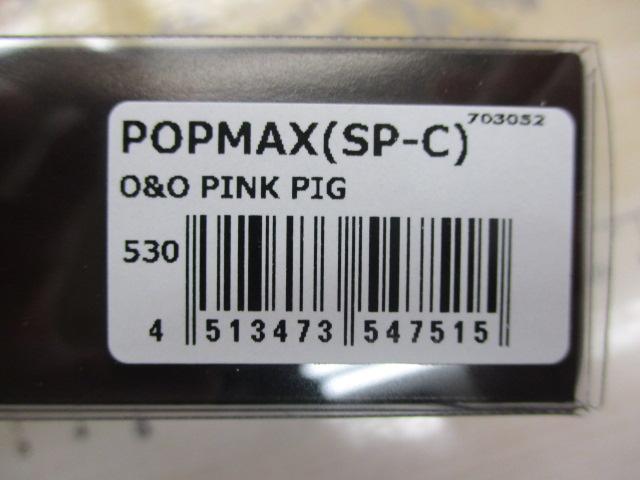 703052
POPMAX(SP-C)
O&O PINK PIG
530
4 513473 547515